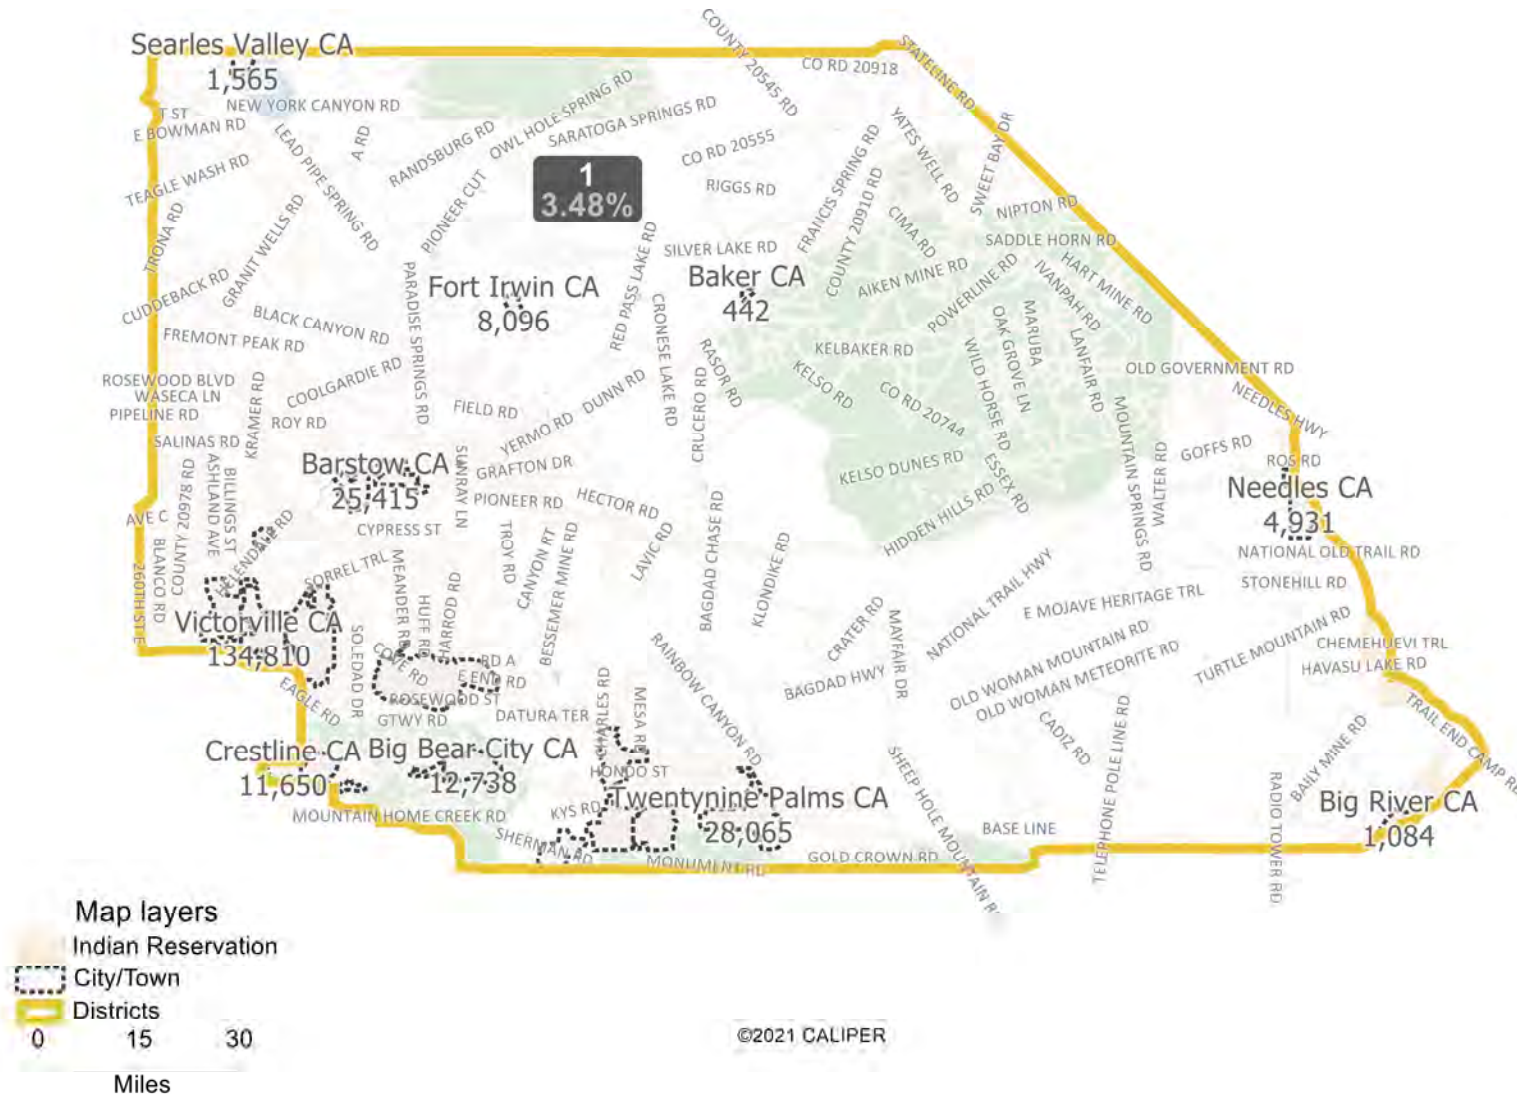 Searles Valley CA
1,565
COUNTY 20545 RD
CO RD 20918
STATELINE RD
T ST
NEW YORK CANYON RD
E BOWMAN RD
LEAD PIPE SPRING RD
A RD
RANDSBURG RD
OWL HOLE SPRING RD
SARATOGA SPRINGS RD
CO RD 20555
YATES WELL RD
SWEET BAY DR
TEAGLE WASH RD
PIONEER CUT
1
3.48%
RIGGS RD
FRANCIS SPRING RD
COUNTY 20910 RD
CIMA RD
NIPTON RD
TRONA RD
GRANIT WELLS RD
SILVER LAKE RD
SADDLE HORN RD
HART MINE RD
CUDDEBACK RD
PARADISE SPRINGS RD
Fort Irwin CA
8,096
RED PASS LAKE RD
CRONESE LAKE RD
Baker CA
442
AIKEN MINE RD
POWERLINE RD
IVANPAH RD
BLACK CANYON RD
FREMONT PEAK RD
RASOR RD
KELBAKER RD
WILD HORSE RD
OAK GROVE LN
MARUBA
LANFAIR RD
ROSEWOOD BLVD
WASECA LN
PIPELINE RD
KRAMER RD
COOLGARDIE RD
ROY RD
FIELD RD
YERMO RD
DUNN RD
CRUCERO RD
KELSO RD
CO RD 20744
MOUNTAIN SPRINGS RD
OLD GOVERNMENT RD
NEEDLES HWY
SALINAS RD
COUNTY 20978 RD
ASHLAND AVE
BILLINGS ST
Barstow CA
25,415
SUNRAY LN
GRAFTON DR
PIONEER RD
HECTOR RD
KELSO DUNES RD
ESSEX RD
WALTER RD
GOFFS RD
ROS RD
Needles CA
4,931
AVE C
HELENDALE RD
CYPRESS ST
TROY RD
CANYON RT
BESSEMER MINE RD
LAVIC RD
BAGDAD CHASE RD
KLONDIKE RD
HIDDEN HILLS RD
NATIONAL OLD TRAIL RD
260TH ST E
BLANCO RD
SORREL TRL
MEANDER RD
HUFF RD
HARROD RD
NATIONAL TRAIL HWY
E MOJAVE HERITAGE TRL
STONEHILL RD
Victorville CA
134,810
SOLEDAD DR
COVE RD
RD A
E END RD
RAINBOW CANYON RD
CRATER RD
MAYFAIR DR
OLD WOMAN MOUNTAIN RD
OLD WOMAN METEORITE RD
TURTLE MOUNTAIN RD
CHEMEHUEVI TRL
HAVASU LAKE RD
EAGLE RD
ROSEWOOD ST
GTWY RD
DATURA TER
CHARLES RD
MESA RD
BAGDAD HWY
CADIZ RD
TELEPHONE POLE LINE RD
TRAIL END CAMP RD
Crestline CA
11,650
Big Bear City CA
12,738
HONDO ST
SHEEP HOLE MOUNTAIN R
RADIO TOWER RD
BAILY MINE RD
MOUNTAIN HOME CREEK RD
KYS RD
Twentynine Palms CA
28,065
Big River CA
1,084
SHERMAN RD
MONUMENT RD
GOLD CROWN RD
BASE LINE
Map layers
Indian Reservation
City/Town
Districts
0 15 30
Miles
©2021 CALIPER